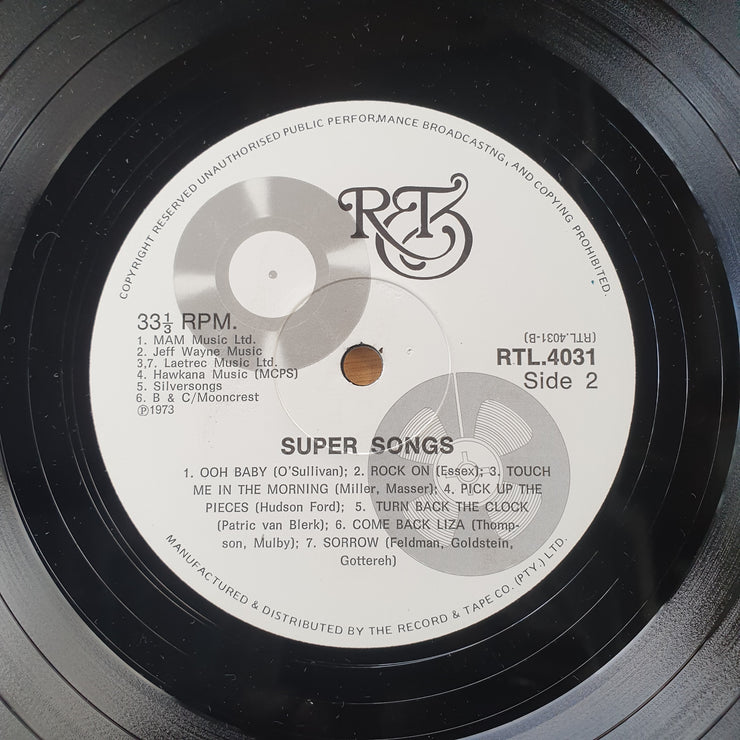 COPYRIGHT RESERVED UNAUTHORISED PUBLIC PERFORMANCE BROADCASTNG, AND COPYING PROHIBITED.
R&T
33⅓ RPM.
1. MAM Music Ltd.
2. Jeff Wayne Music
3,7. Laetrec Music Ltd.
4. Hawkana Music (MCPS)
5. Silversongs
6. B & C/Mooncrest
℗1973
(RTL.4031-B)
RTL.4031
Side 2
SUPER SONGS
1. OOH BABY (O'Sullivan); 2. ROCK ON (Essex); 3. TOUCH
ME IN THE MORNING (Miller, Masser); 4. PICK UP THE
PIECES (Hudson Ford); 5. TURN BACK THE CLOCK
(Patric van Blerk); 6. COME BACK LIZA (Thomp-
son, Mulby); 7. SORROW (Feldman, Goldstein,
Gottereh)
MANUFACTURED & DISTRIBUTED BY THE RECORD & TAPE CO. (PTY.) LTD.